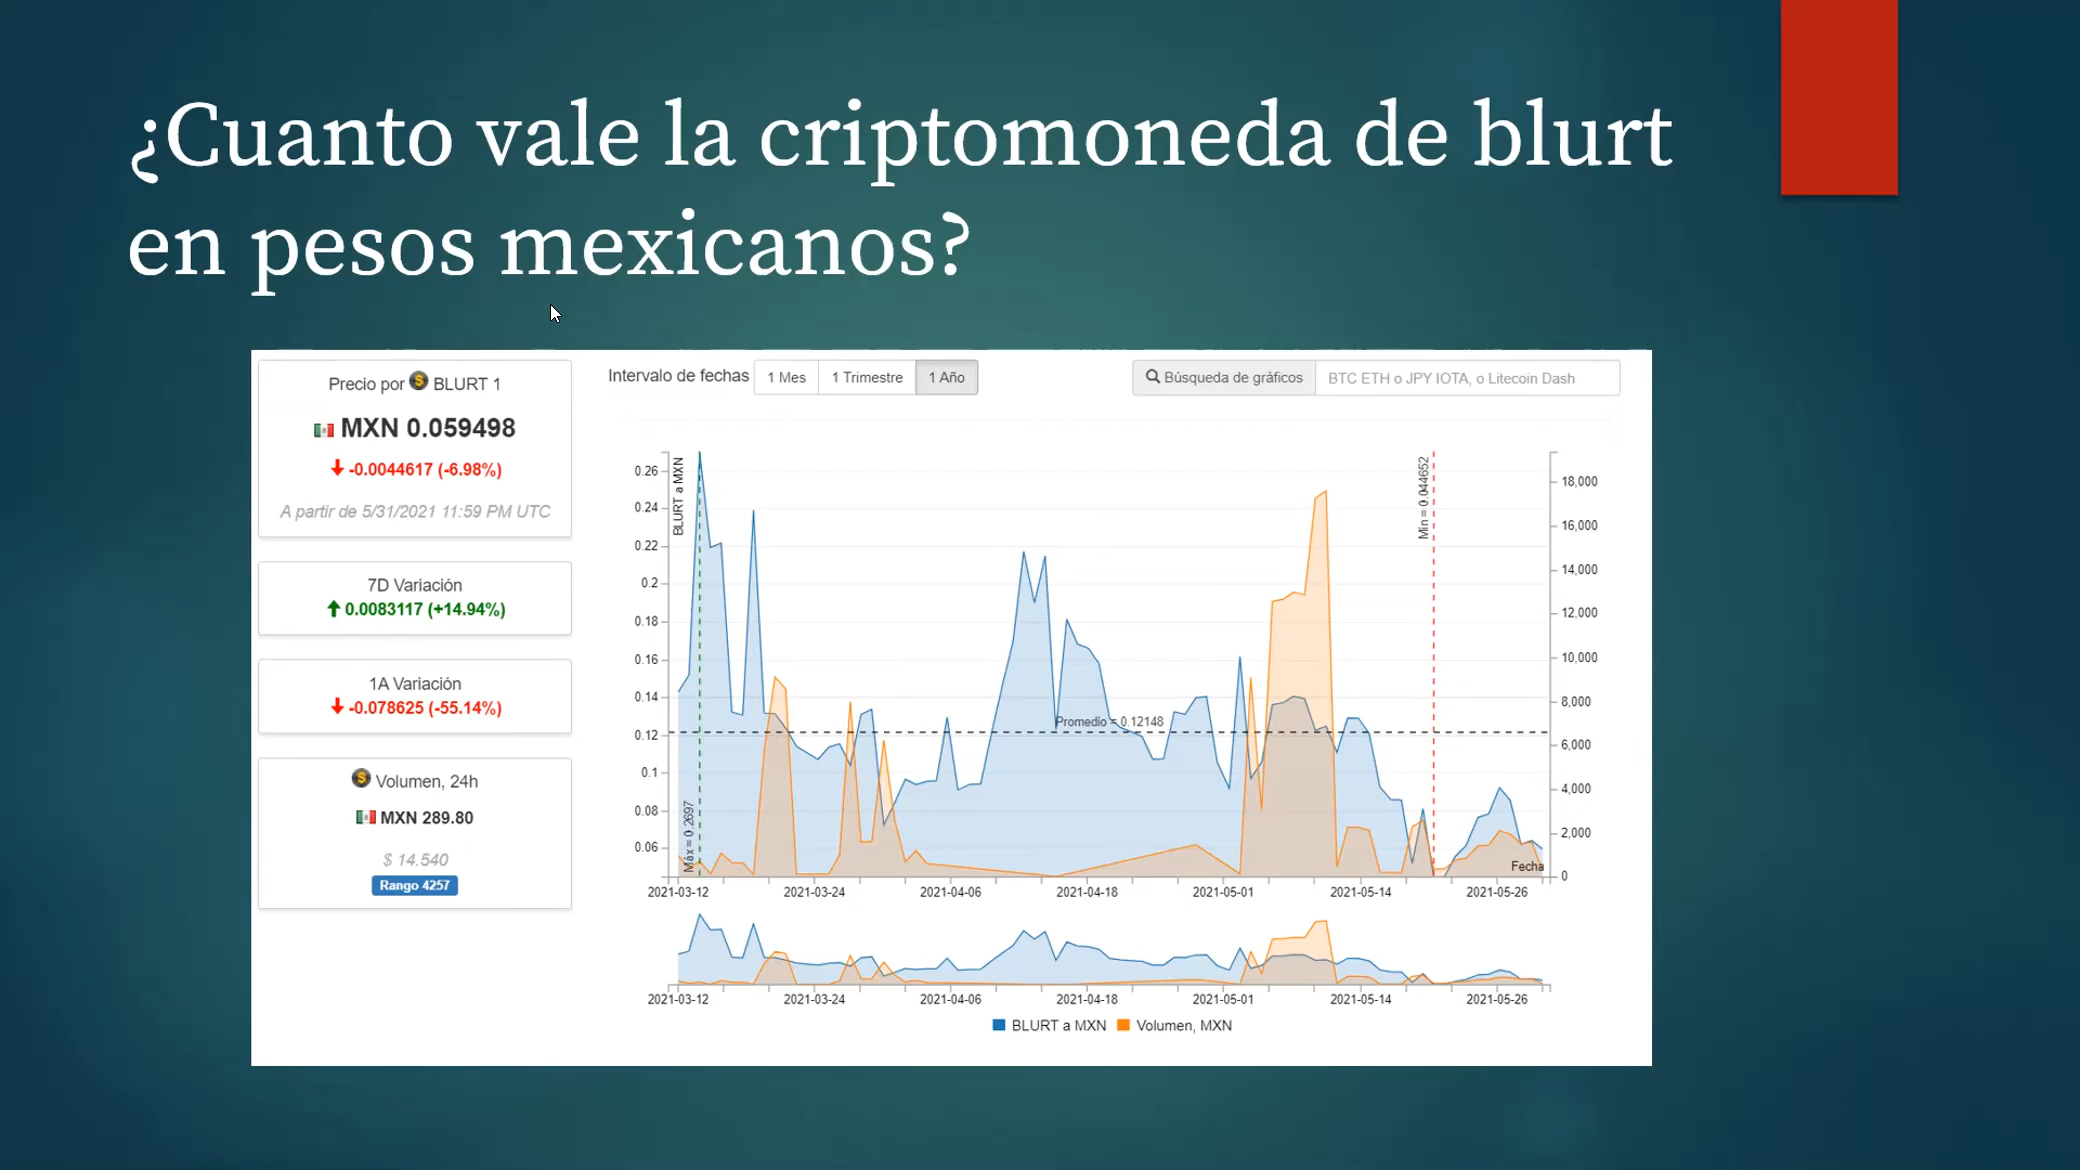 ¿Cuanto vale la criptomoneda de blurt
en pesos mexicanos?
Precio por BLURT 1
MXN 0.059498
-0.0044617 (-6.98%)
A partir de 5/31/2021 11:59 PM UTC
7D Variación
0.0083117 (+14.94%)
1A Variación
-0.078625 (-55.14%)
Volumen, 24h
MXN 289.80
$ 14.540
Rango 4257
Intervalo de fechas 1 Mes 1 Trimestre 1 Año
Búsqueda de gráficos BTC ETH o JPY IOTA, o Litecoin Dash
BLURT a MXN
0.26
0.24
0.22
0.2
0.18
0.16
0.14
0.12
0.1
0.08
0.06
Máx = 0.2697
Promedio = 0.12148
Min = 0.044652
18,000
16,000
14,000
12,000
10,000
8,000
6,000
4,000
2,000
0
Fecha
2021-03-12 2021-03-24 2021-04-06 2021-04-18 2021-05-01 2021-05-14 2021-05-26
2021-03-12 2021-03-24 2021-04-06 2021-04-18 2021-05-01 2021-05-14 2021-05-26
BLURT a MXN Volumen, MXN